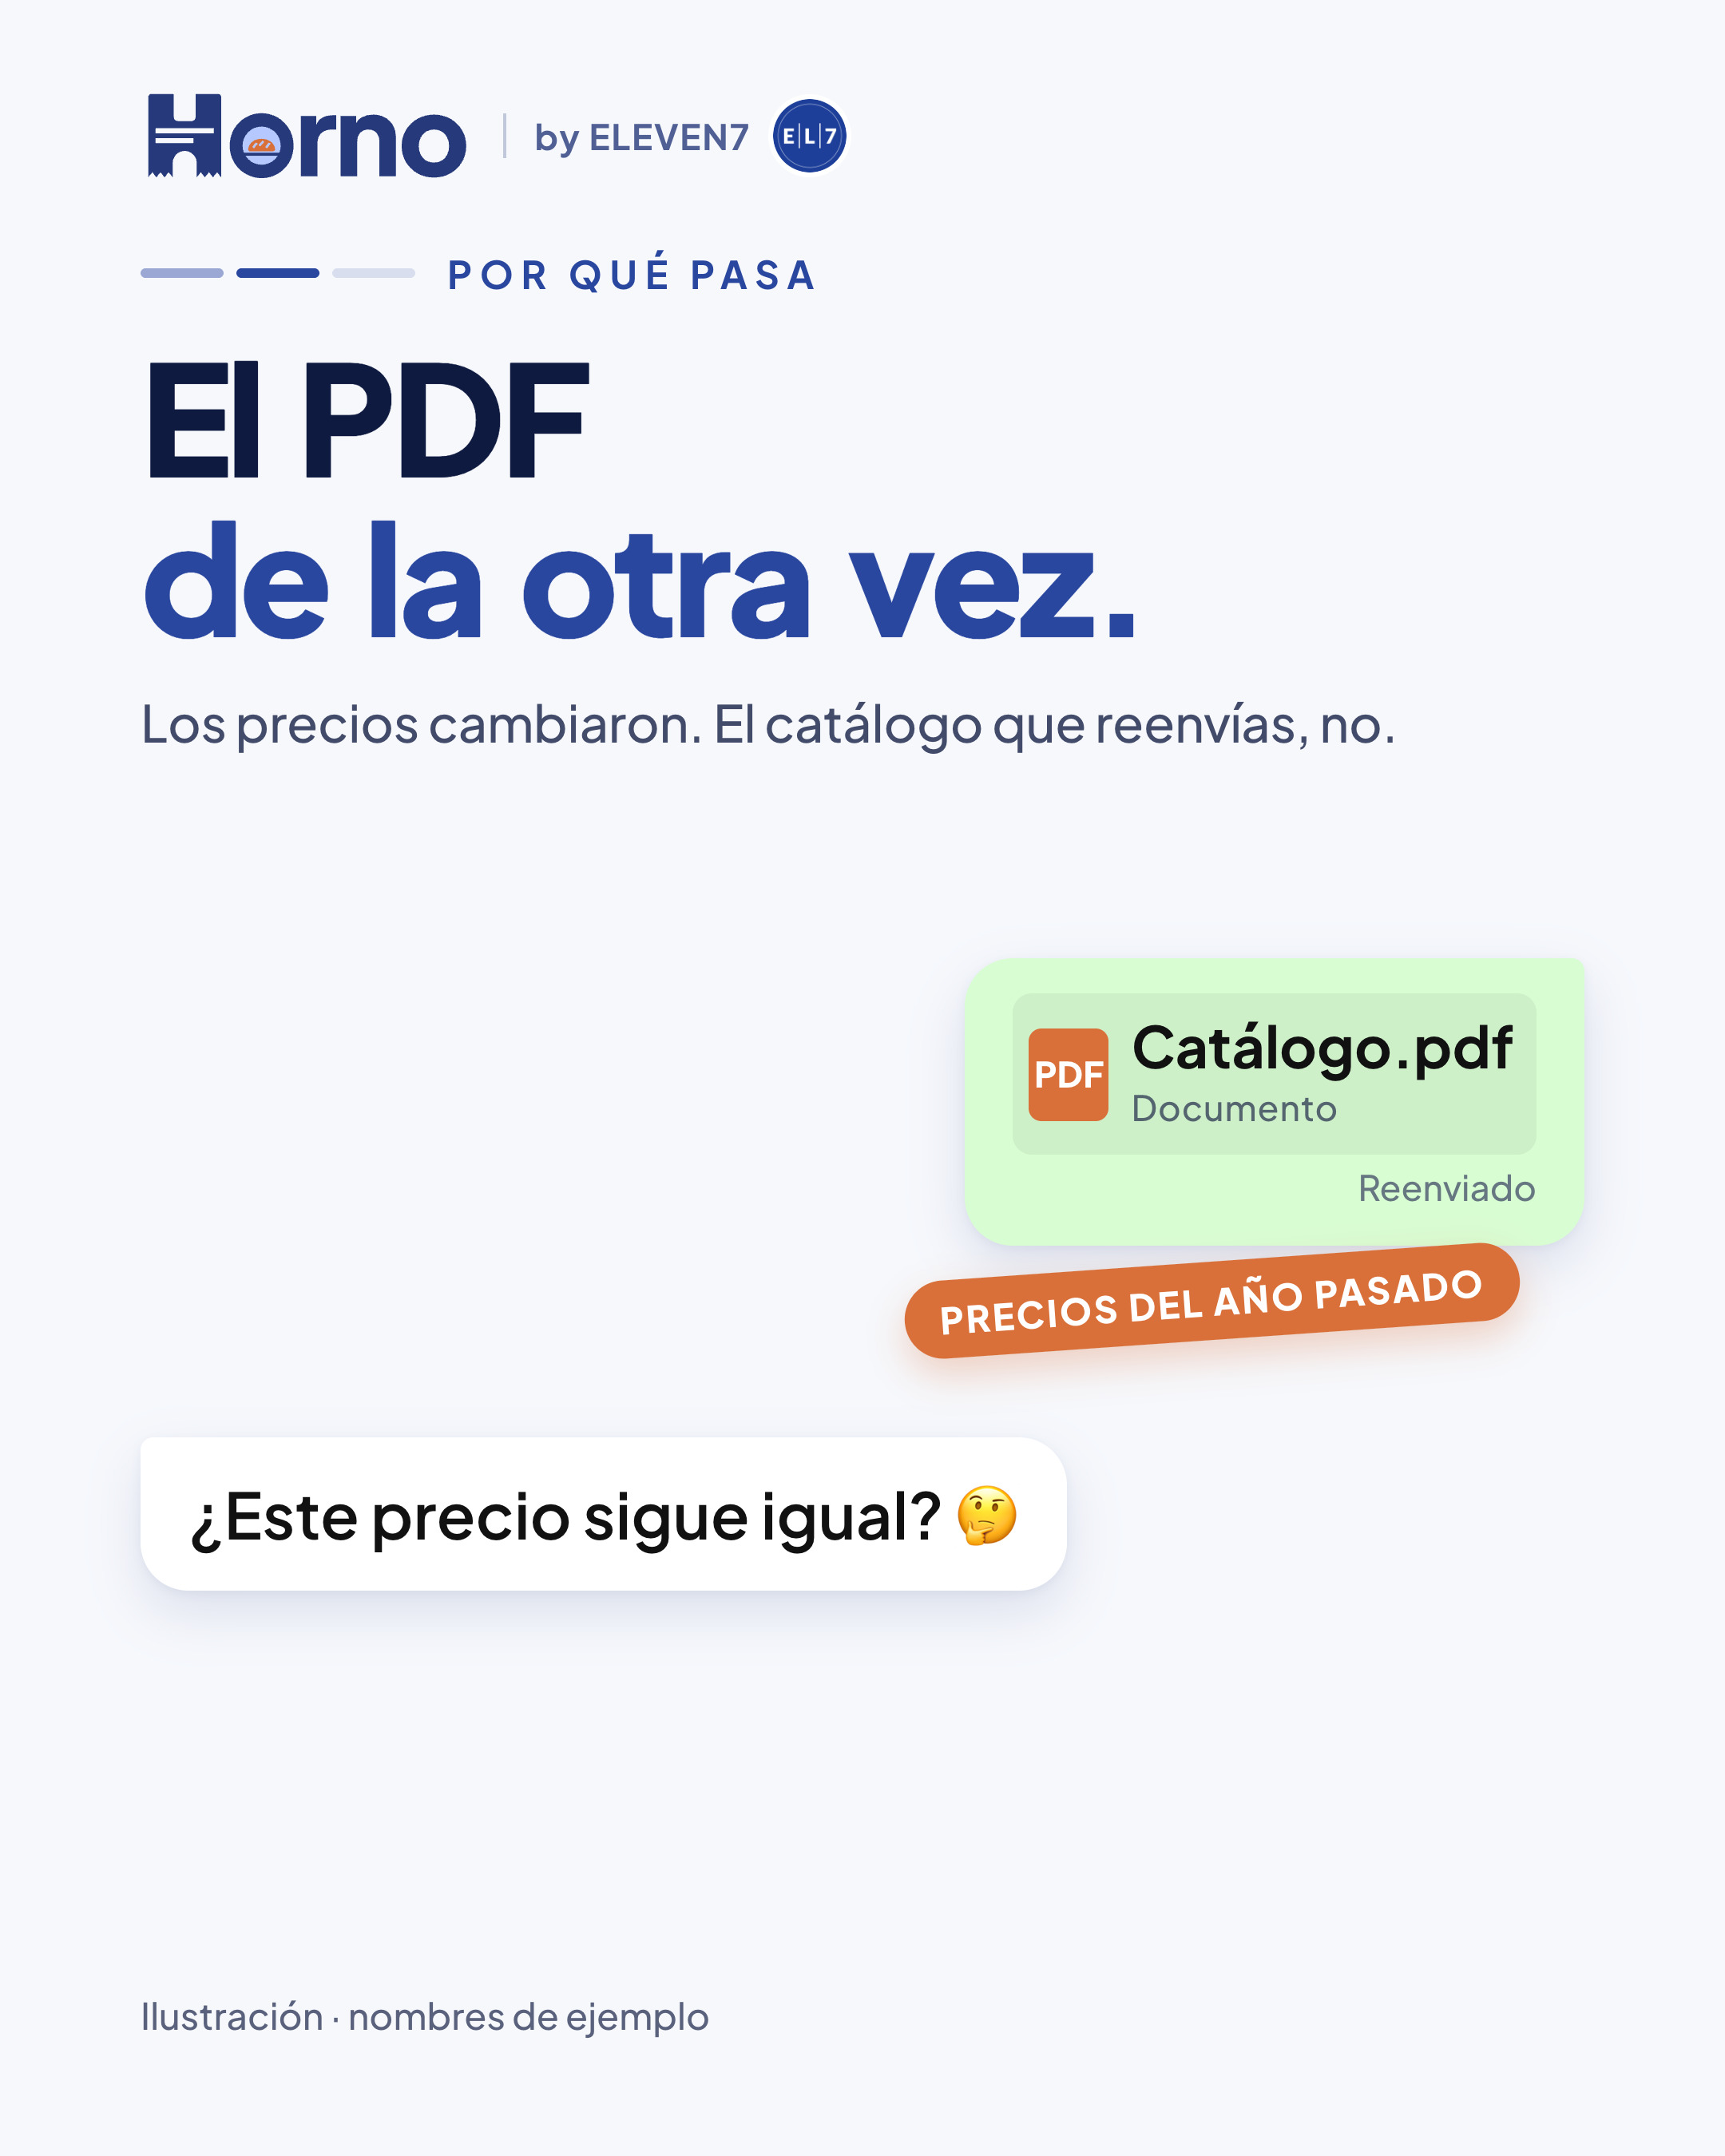 Horno | by ELEVEN7 E|L|7
POR QUÉ PASA
El PDF
de la otra vez.
Los precios cambiaron. El catálogo que reenvías, no.
PDF Catálogo.pdf
Documento
Reenviado
PRECIOS DEL AÑO PASADO
¿Este precio sigue igual? 🤔
Ilustración · nombres de ejemplo